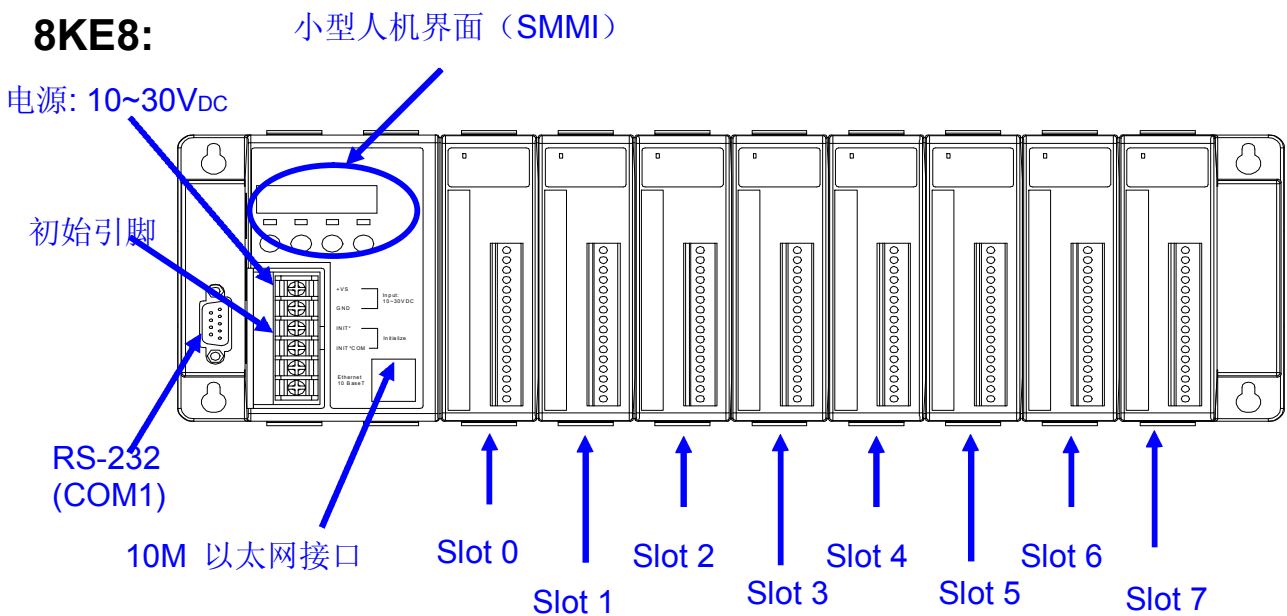 8KE8:
小型人机界面（SMMI）
电源: 10~30VDC
初始引脚
+VS
Input:
10~30VDC
GND
INIT*
Initialize
INIT*COM
Ethernet
10 BaseT
RS-232
(COM1)
10M 以太网接口
Slot 0
Slot 1
Slot 2
Slot 3
Slot 4
Slot 5
Slot 6
Slot 7